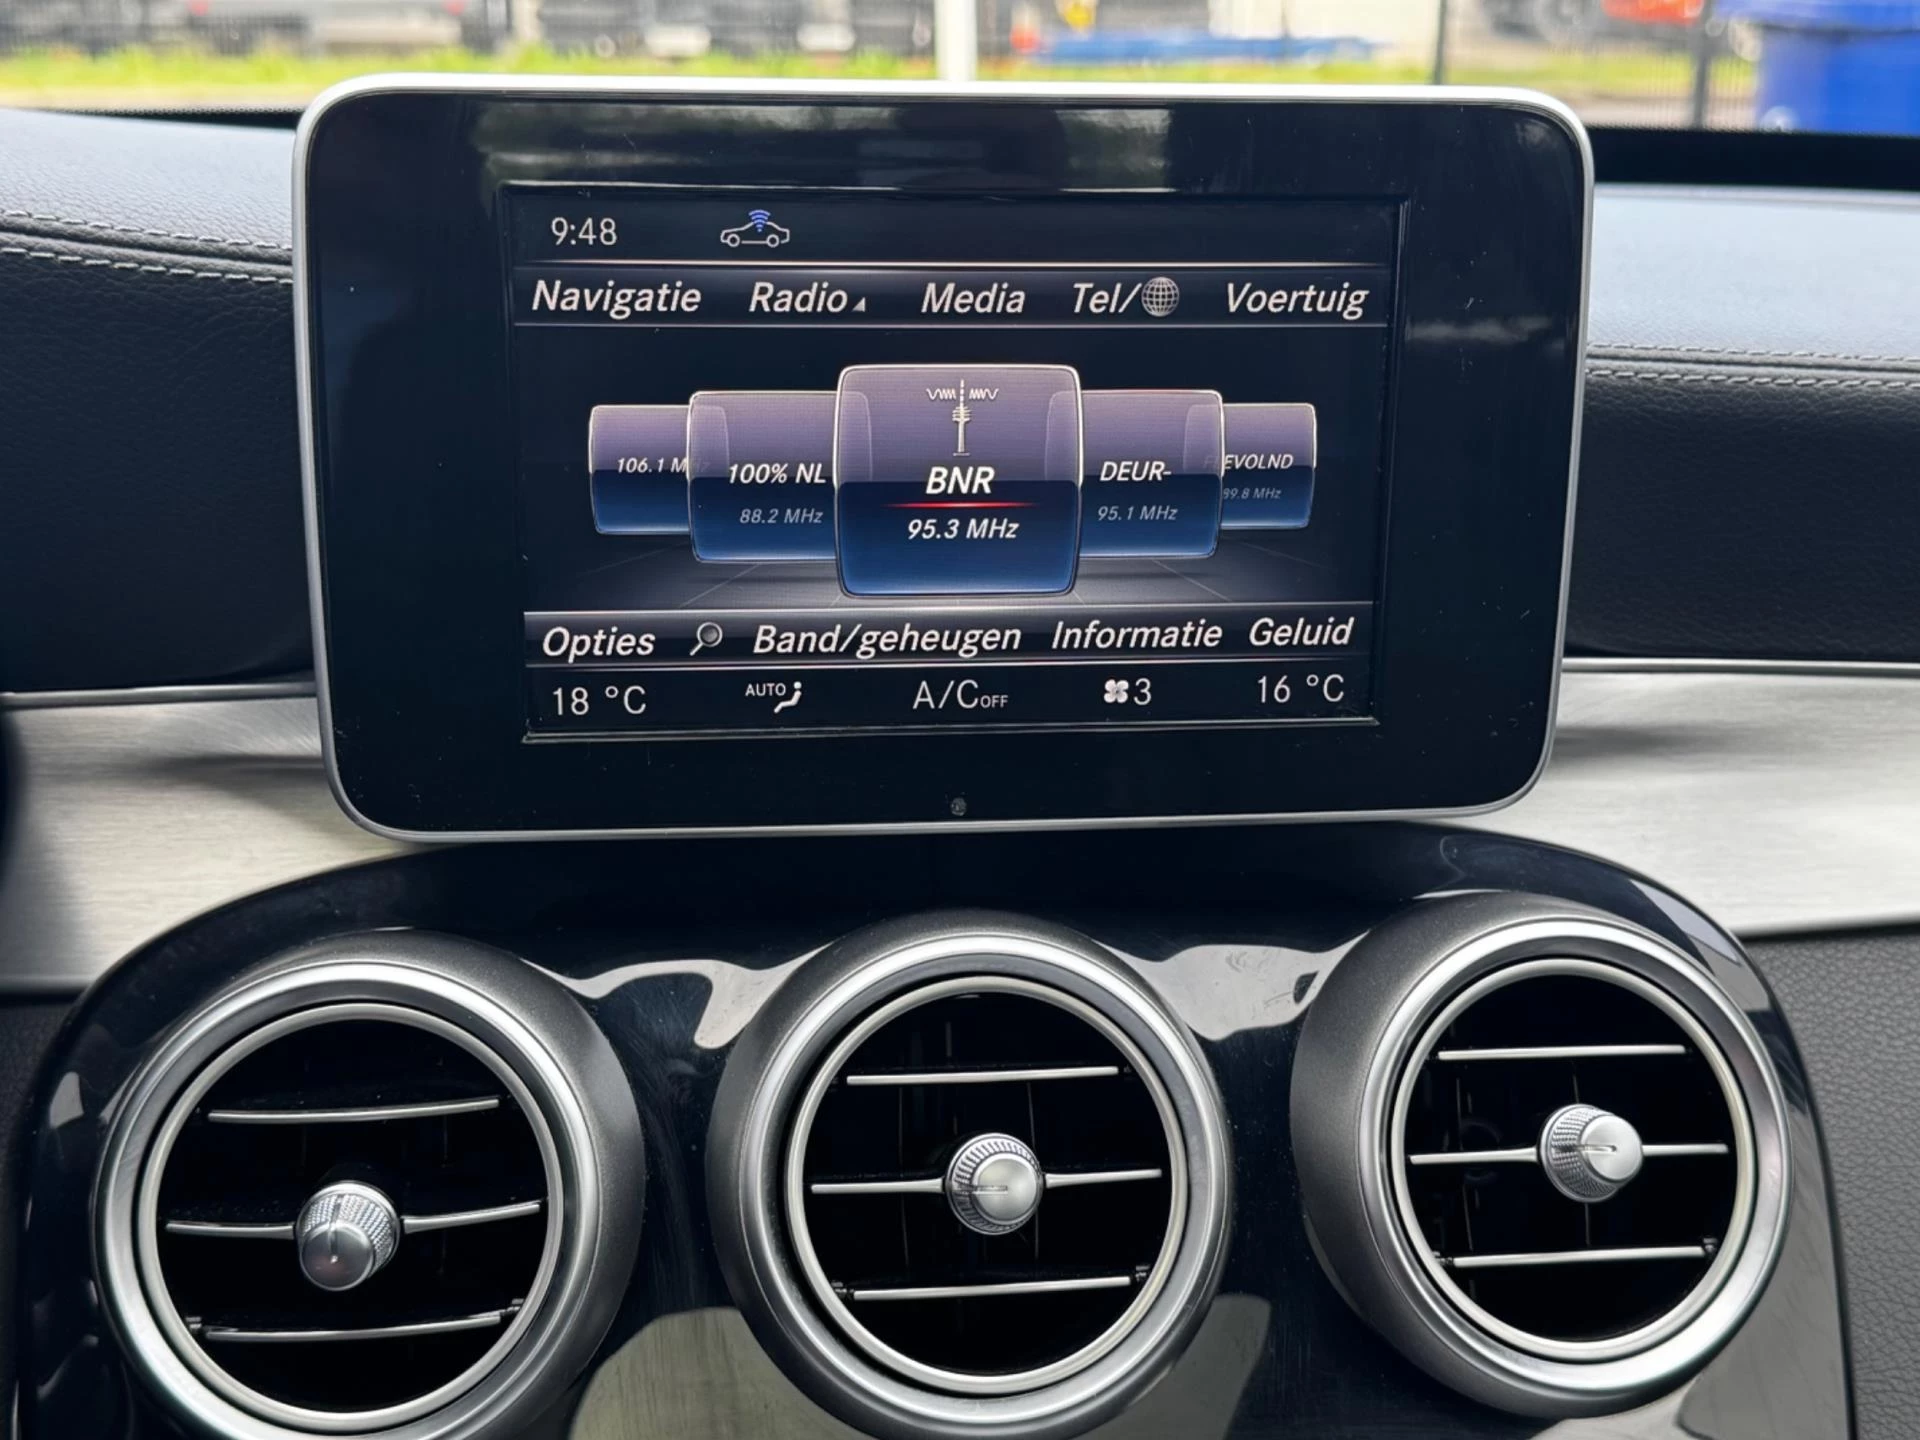 9:48
Navigatie Radio Media Tel/ Voertuig
106.1 M
100% NL
88.2 MHz
BNR
95.3 MHz
DEUR-
95.1 MHz
EVOLND
89.8 MHz
Opties Band/geheugen Informatie Geluid
18 °C AUTO A/C OFF 3 16 °C